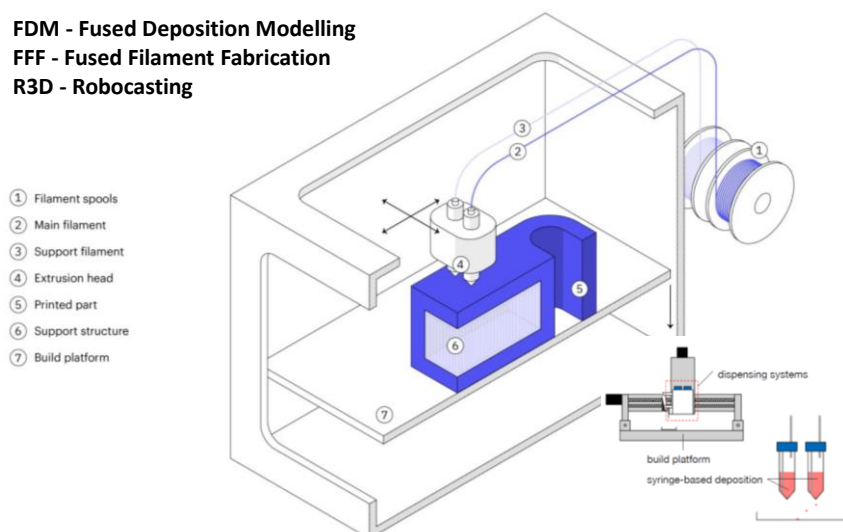 FDM - Fused Deposition Modelling
FFF - Fused Filament Fabrication
R3D - Robocasting
1 Filament spools
2 Main filament
3 Support filament
4 Extrusion head
5 Printed part
6 Support structure
7 Build platform
3
2
1
4
5
6
7
dispensing systems
build platform
syringe-based deposition